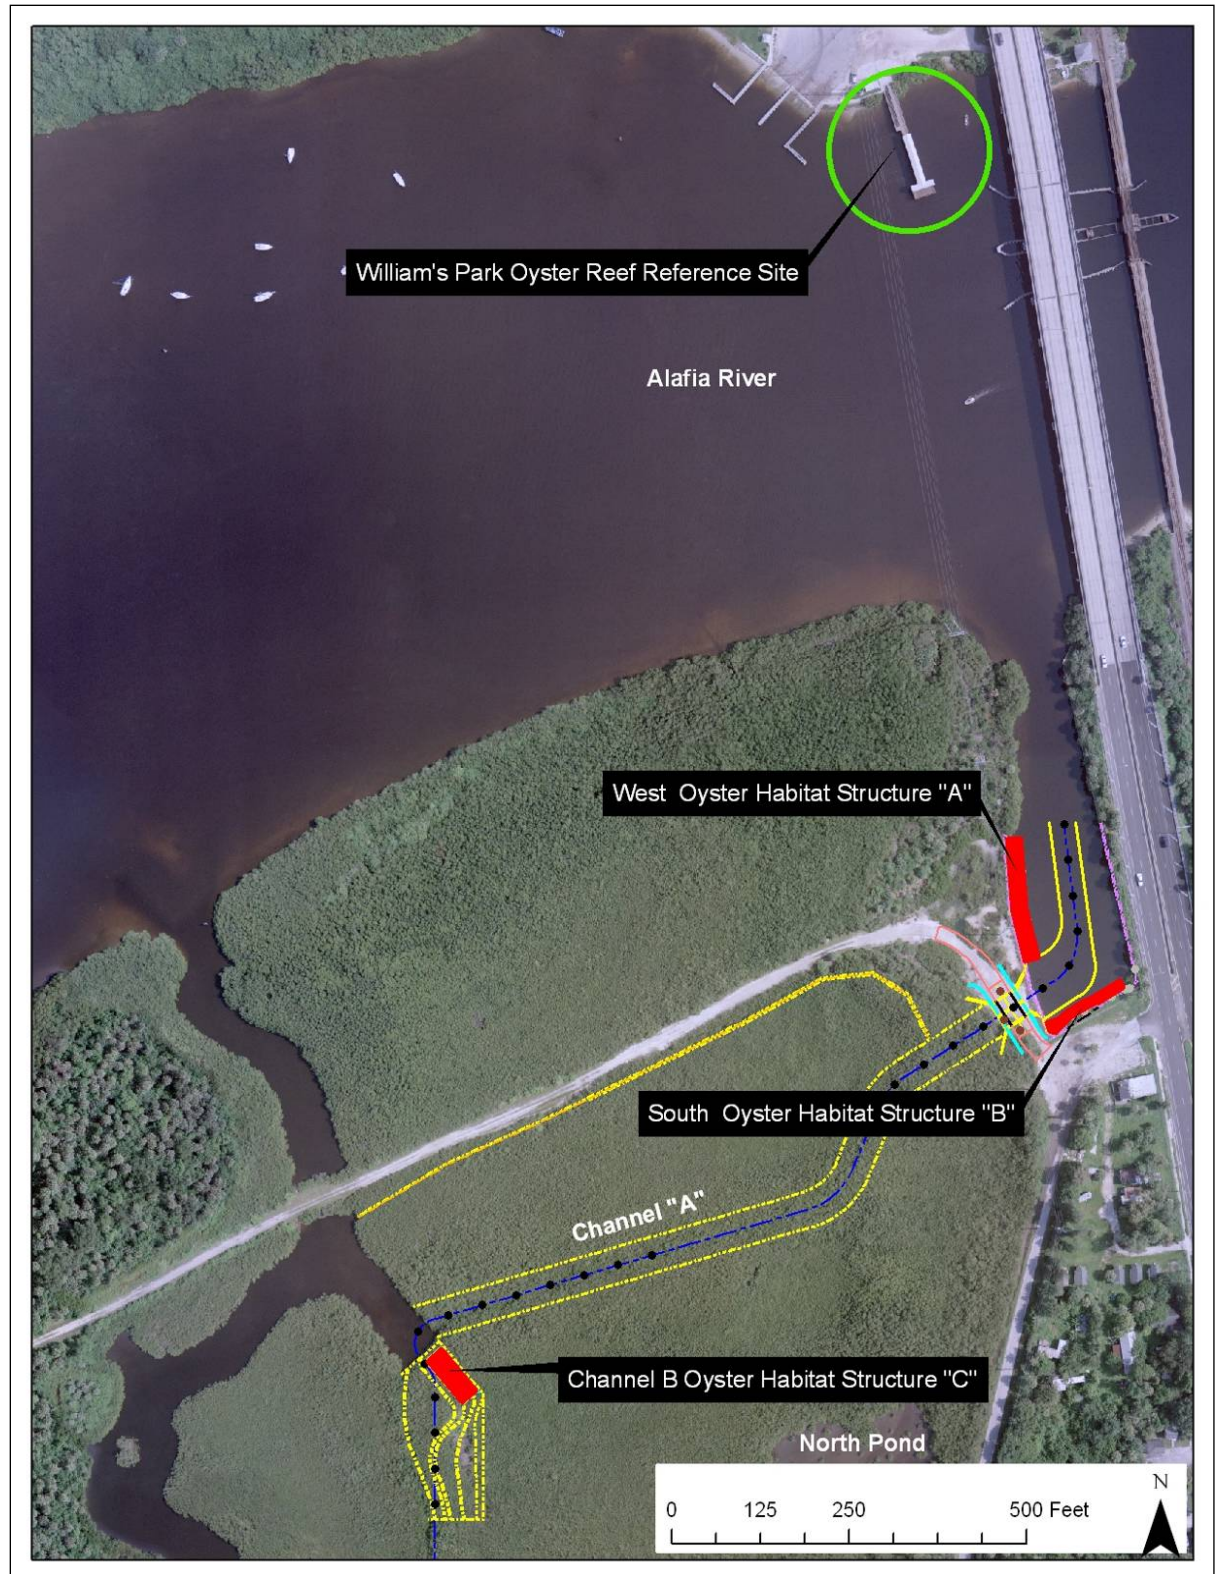 William's Park Oyster Reef Reference Site
Alafia River
West  Oyster Habitat Structure "A"
South  Oyster Habitat Structure "B"
Channel "A"
Channel B Oyster Habitat Structure "C"
North Pond
N
0 125 250 500 Feet